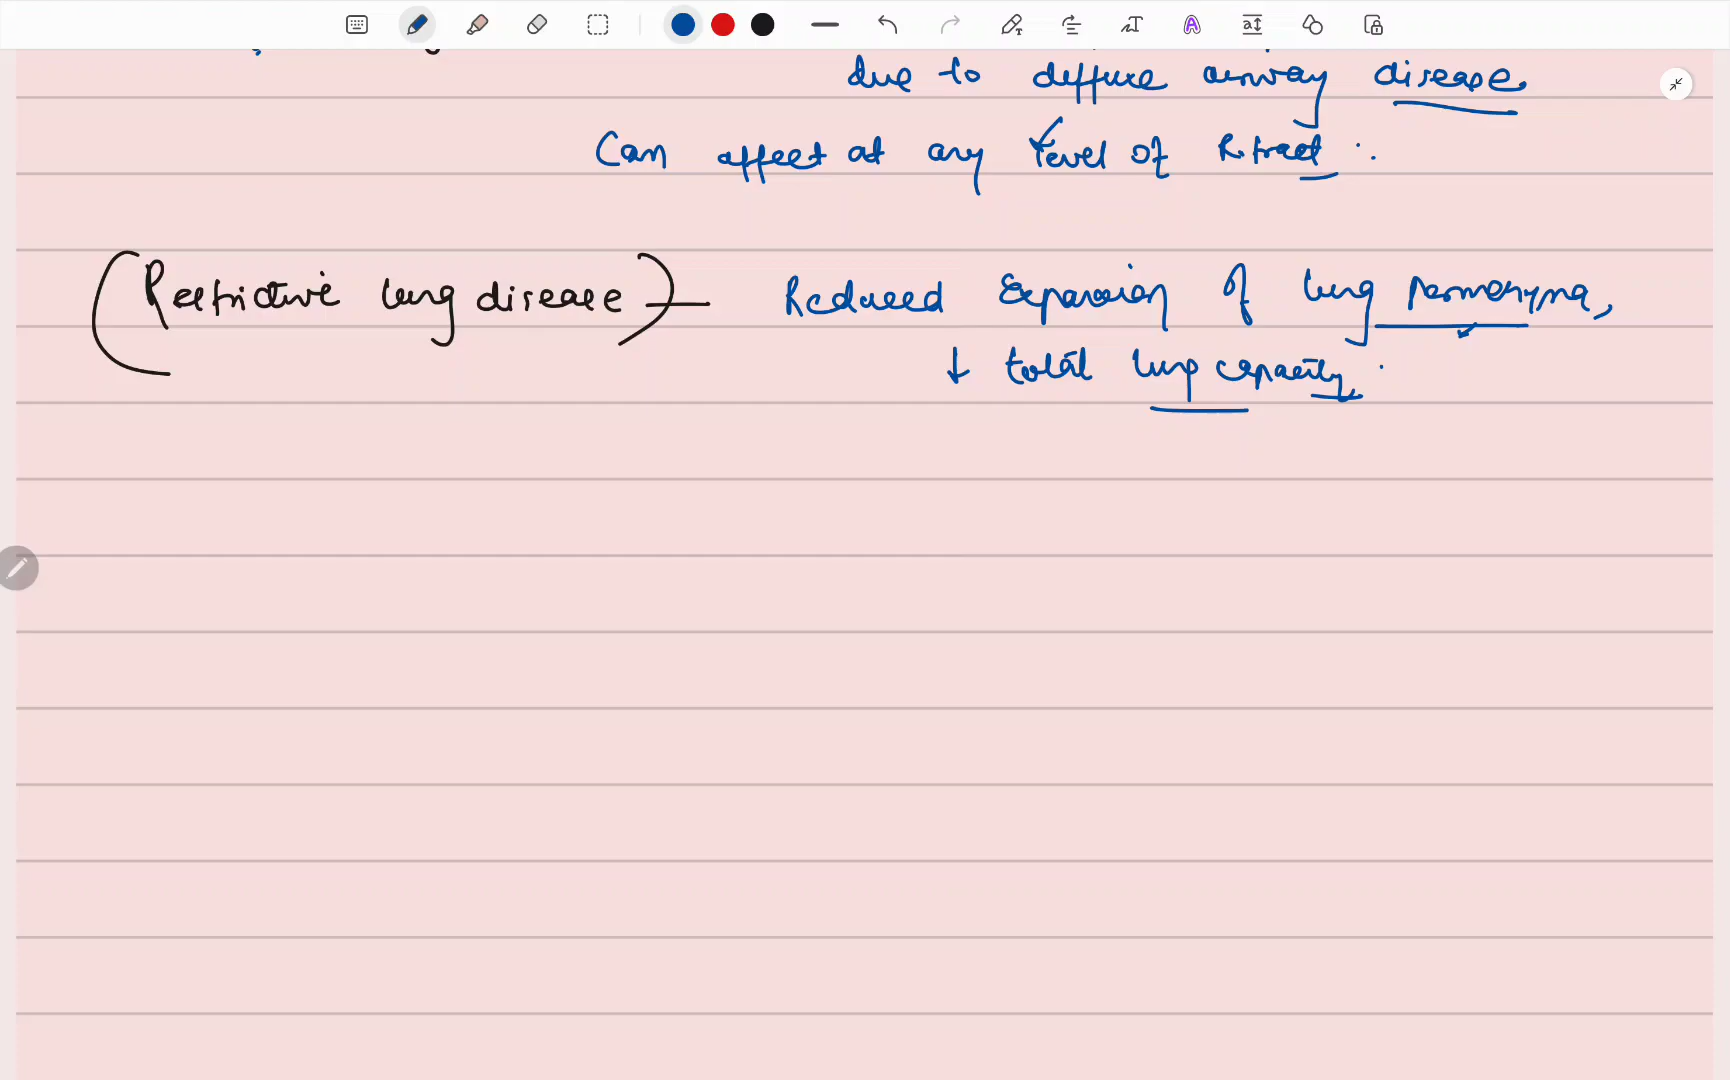 due to diffuse airway disease.
Can affect at any level of R.tract .
Restrictive lung disease — Reduced Expansion of lung parenchyma,
↓ total lung capacity.